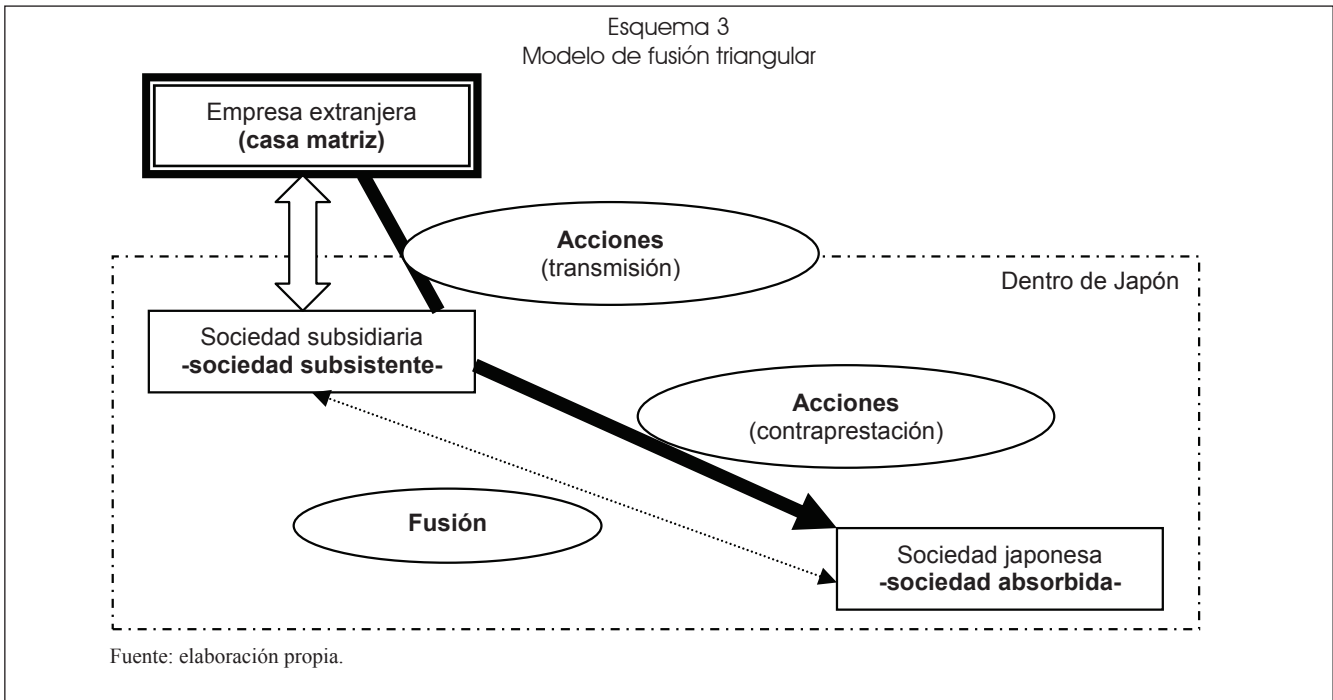 Esquema 3
Modelo de fusión triangular
Empresa extranjera
(casa matriz)
Acciones
(transmisión)
Dentro de Japón
Sociedad subsidiaria
-sociedad subsistente-
Acciones
(contraprestación)
Fusión
Sociedad japonesa
-sociedad absorbida-
Fuente: elaboración propia.